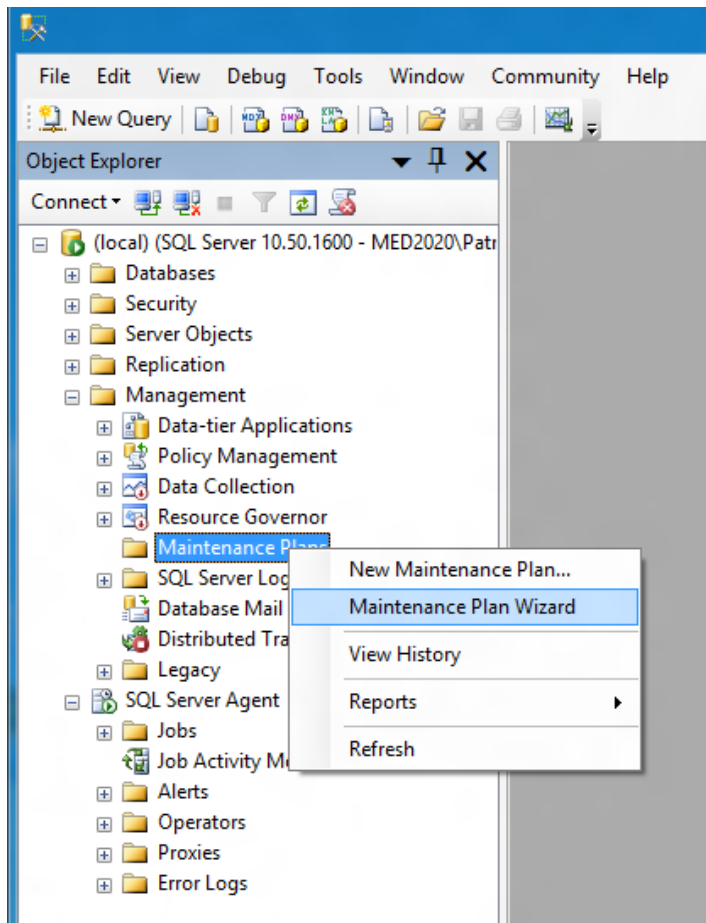 File Edit View Debug Tools Window Community Help
New Query
Object Explorer
Connect
(local) (SQL Server 10.50.1600 - MED2020\Patr
Databases
Security
Server Objects
Replication
Management
Data-tier Applications
Policy Management
Data Collection
Resource Governor
Maintenance Plans
SQL Server Log
Database Mail
Distributed Tra
Legacy
SQL Server Agent
Jobs
Job Activity M
Alerts
Operators
Proxies
Error Logs
New Maintenance Plan...
Maintenance Plan Wizard
View History
Reports
Refresh